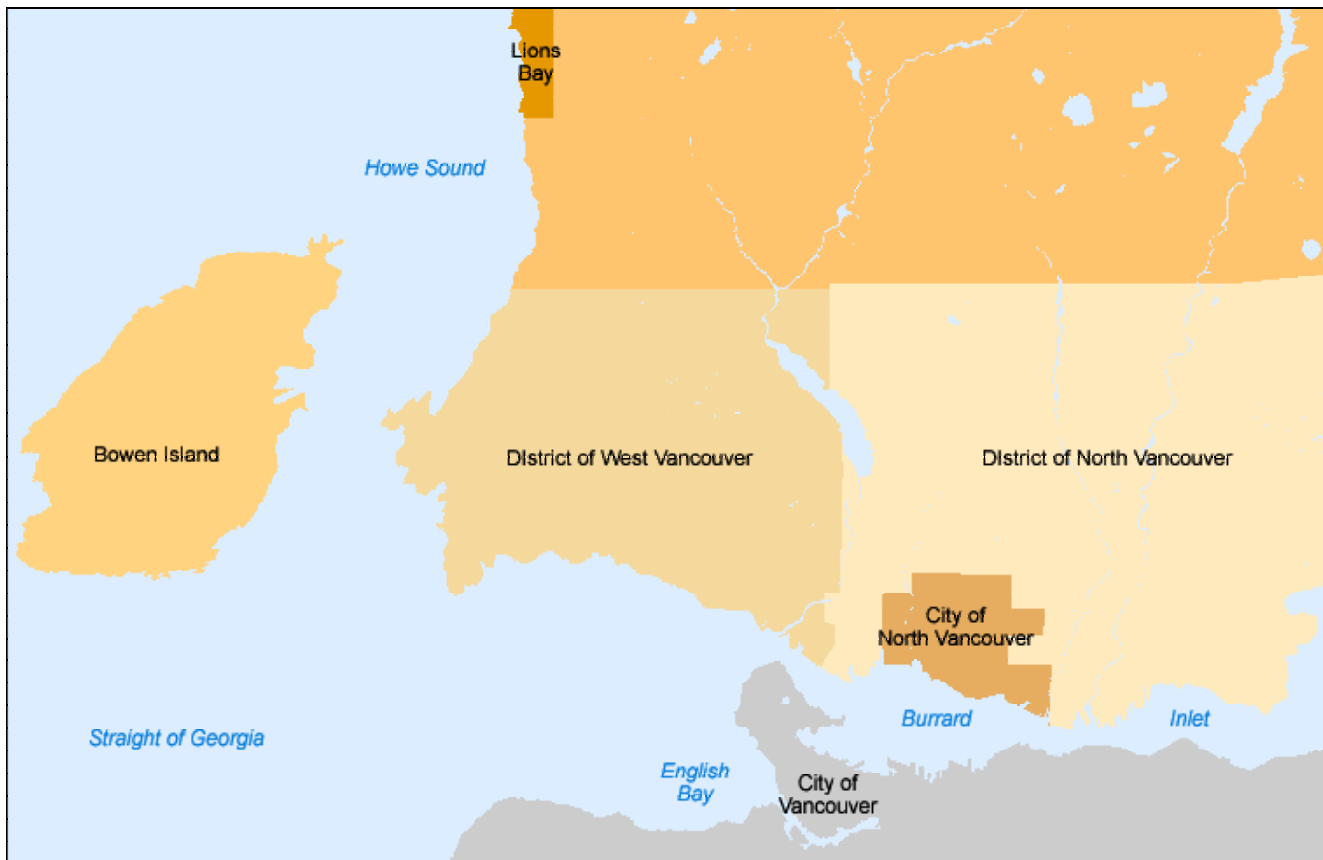 Lions
Bay
Howe Sound
Bowen Island
DIstrict of West Vancouver
DIstrict of North Vancouver
City of
North Vancouver
Burrard
Inlet
Straight of Georgia
English
Bay
City of
Vancouver